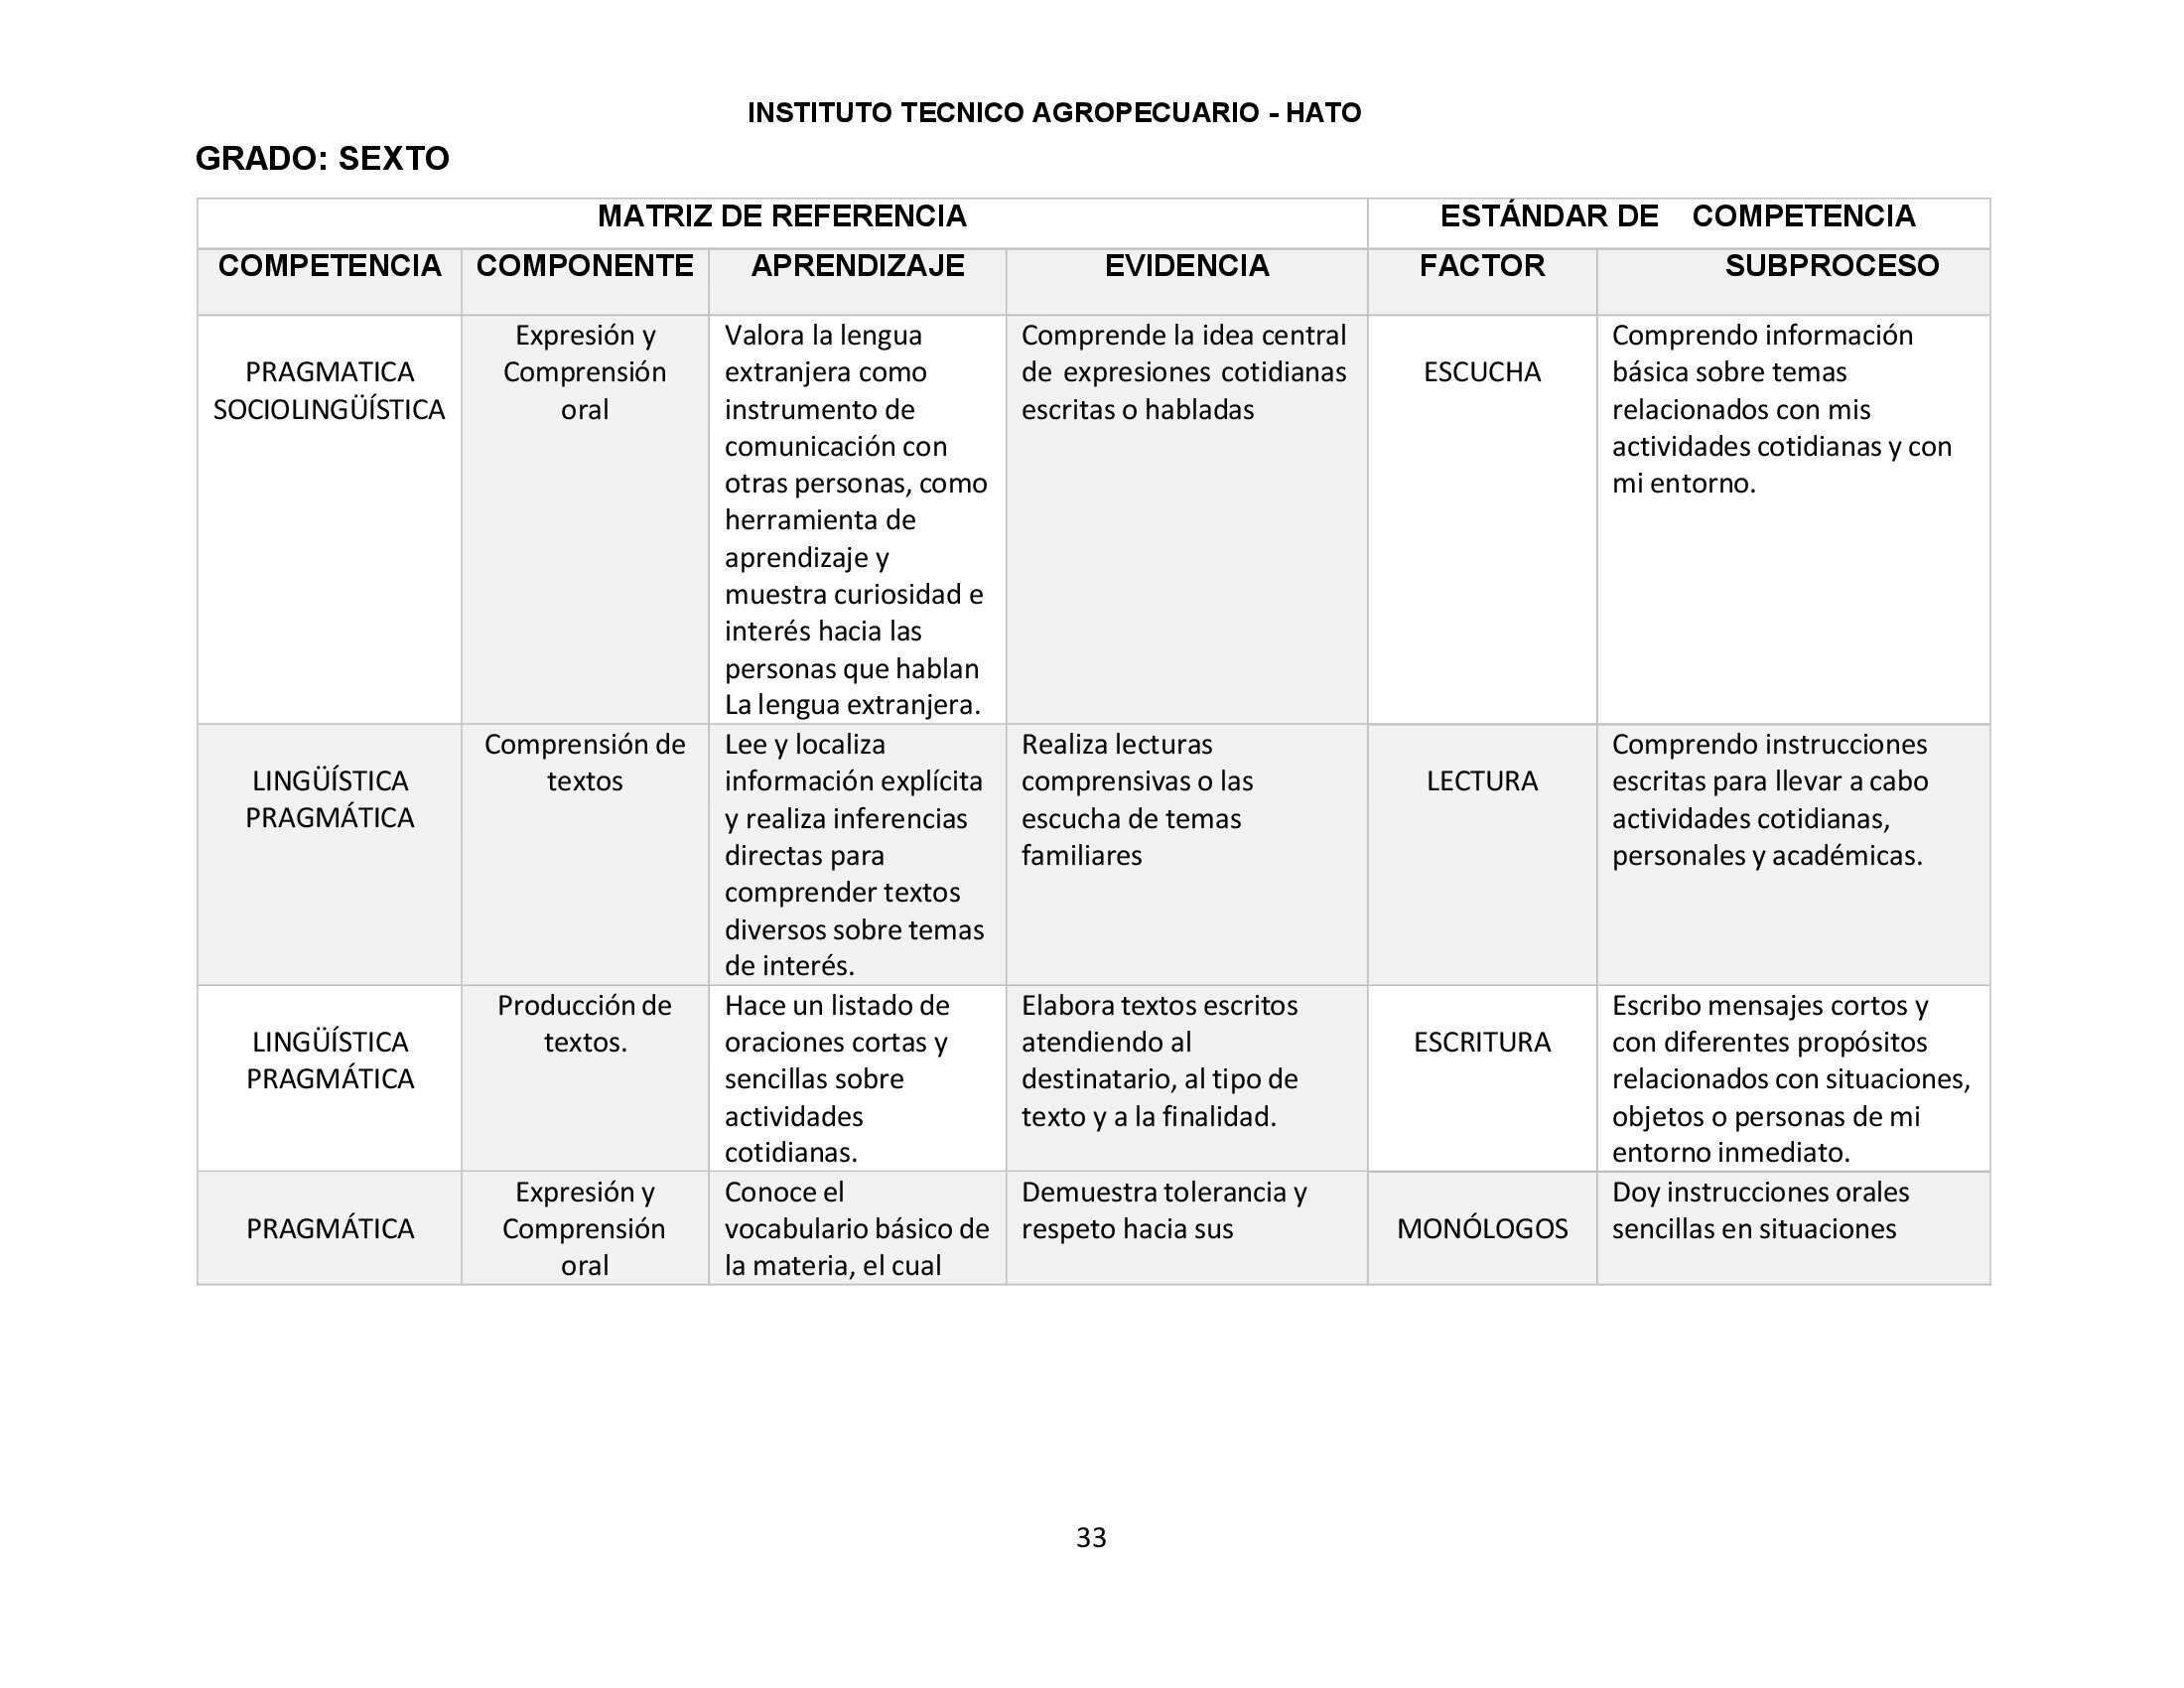 INSTITUTO TECNICO AGROPECUARIO - HATO
GRADO: SEXTO
MATRIZ DE REFERENCIA
ESTÁNDAR DE COMPETENCIA
COMPETENCIA
COMPONENTE
APRENDIZAJE
EVIDENCIA
FACTOR
SUBPROCESO
PRAGMATICA
SOCIOLINGÜÍSTICA
Expresión y
Comprensión
oral
Valora la lengua
extranjera como
instrumento de
comunicación con
otras personas, como
herramienta de
aprendizaje y
muestra curiosidad e
interés hacia las
personas que hablan
La lengua extranjera.
Comprende la idea central
de expresiones cotidianas
escritas o habladas
ESCUCHA
Comprendo información
básica sobre temas
relacionados con mis
actividades cotidianas y con
mi entorno.
LINGÜÍSTICA
PRAGMÁTICA
Comprensión de
textos
Lee y localiza
información explícita
y realiza inferencias
directas para
comprender textos
diversos sobre temas
de interés.
Realiza lecturas
comprensivas o las
escucha de temas
familiares
LECTURA
Comprendo instrucciones
escritas para llevar a cabo
actividades cotidianas,
personales y académicas.
LINGÜÍSTICA
PRAGMÁTICA
Producción de
textos.
Hace un listado de
oraciones cortas y
sencillas sobre
actividades
cotidianas.
Elabora textos escritos
atendiendo al
destinatario, al tipo de
texto y a la finalidad.
ESCRITURA
Escribo mensajes cortos y
con diferentes propósitos
relacionados con situaciones,
objetos o personas de mi
entorno inmediato.
PRAGMÁTICA
Expresión y
Comprensión
oral
Conoce el
vocabulario básico de
la materia, el cual
Demuestra tolerancia y
respeto hacia sus
MONÓLOGOS
Doy instrucciones orales
sencillas en situaciones
33